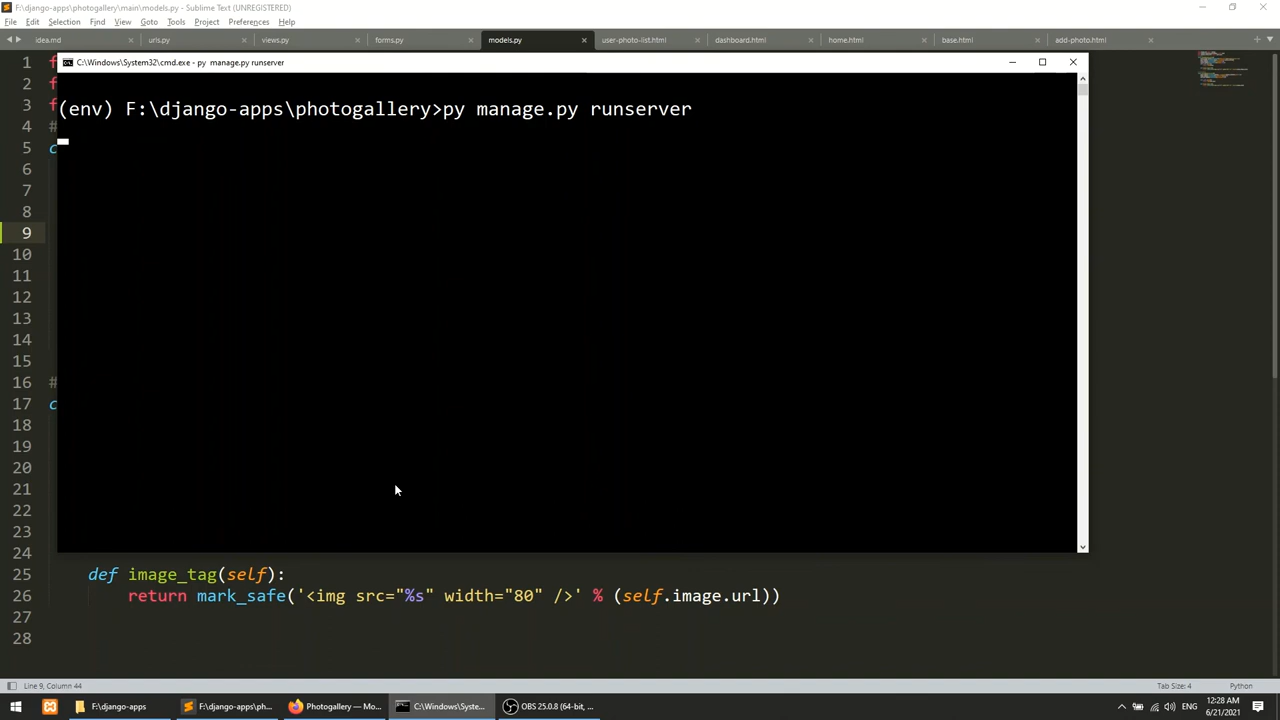 F:\django-apps\photogallery\main\models.py - Sublime Text (UNREGISTERED)
File Edit Selection Find View Goto Tools Project Preferences Help
idea.md urls.py views.py forms.py models.py user-photo-list.html dashboard.html home.html base.html add-photo.html
C:\Windows\System32\cmd.exe - py manage.py runserver
(env) F:\django-apps\photogallery>py manage.py runserver
1 f
2 f
3 f
4 #
5 c
6
7
8
9
10
11
12
13
14
15
16 #
17 c
18
19
20
21
22
23
24
25 def image_tag(self):
26 return mark_safe('<img src="%s" width="80" />' % (self.image.url))
27
28
Line 9, Column 44 Tab Size: 4 Python
F:\django-apps F:\django-apps\ph... Photogallery — Mo... C:\Windows\Syste... OBS 25.0.8 (64-bit, ... ENG 12:28 AM
6/21/2021